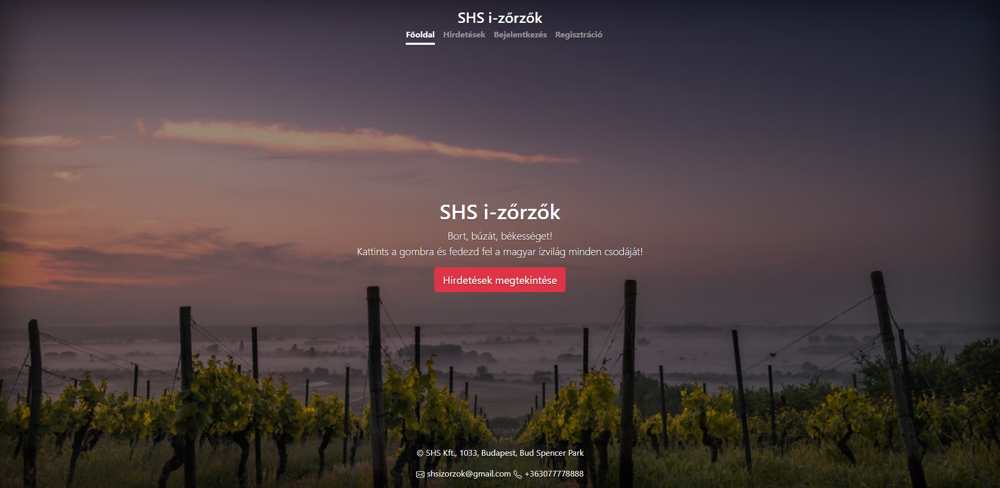 SHS i-zőrzők
Főoldal Hirdetések Bejelentkezés Regisztráció
SHS i-zőrzők
Bort, búzát, békességet!
Kattints a gombra és fedezd fel a magyar ízvilág minden csodáját!
Hirdetések megtekintése
© SHS Kft., 1033, Budapest, Bud Spencer Park
shsizorzok@gmail.com +363077778888